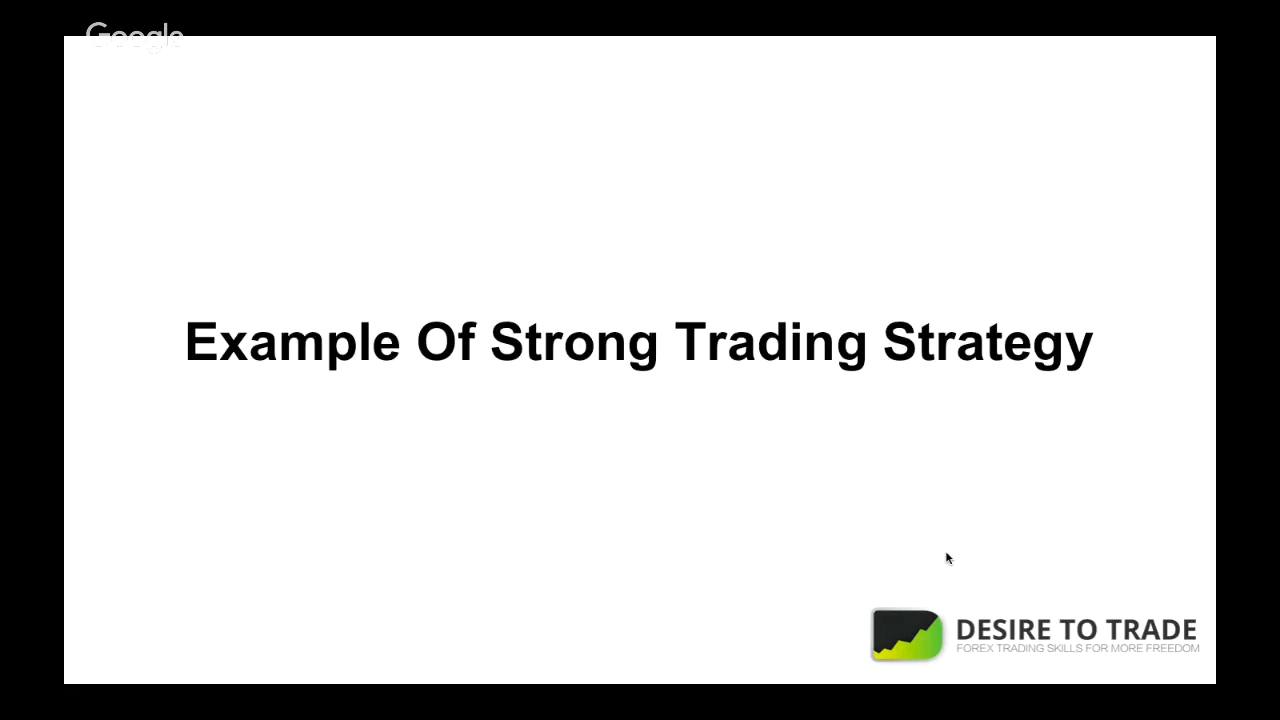 Google
Example Of Strong Trading Strategy
DESIRE TO TRADE
FOREX TRADING SKILLS FOR MORE FREEDOM